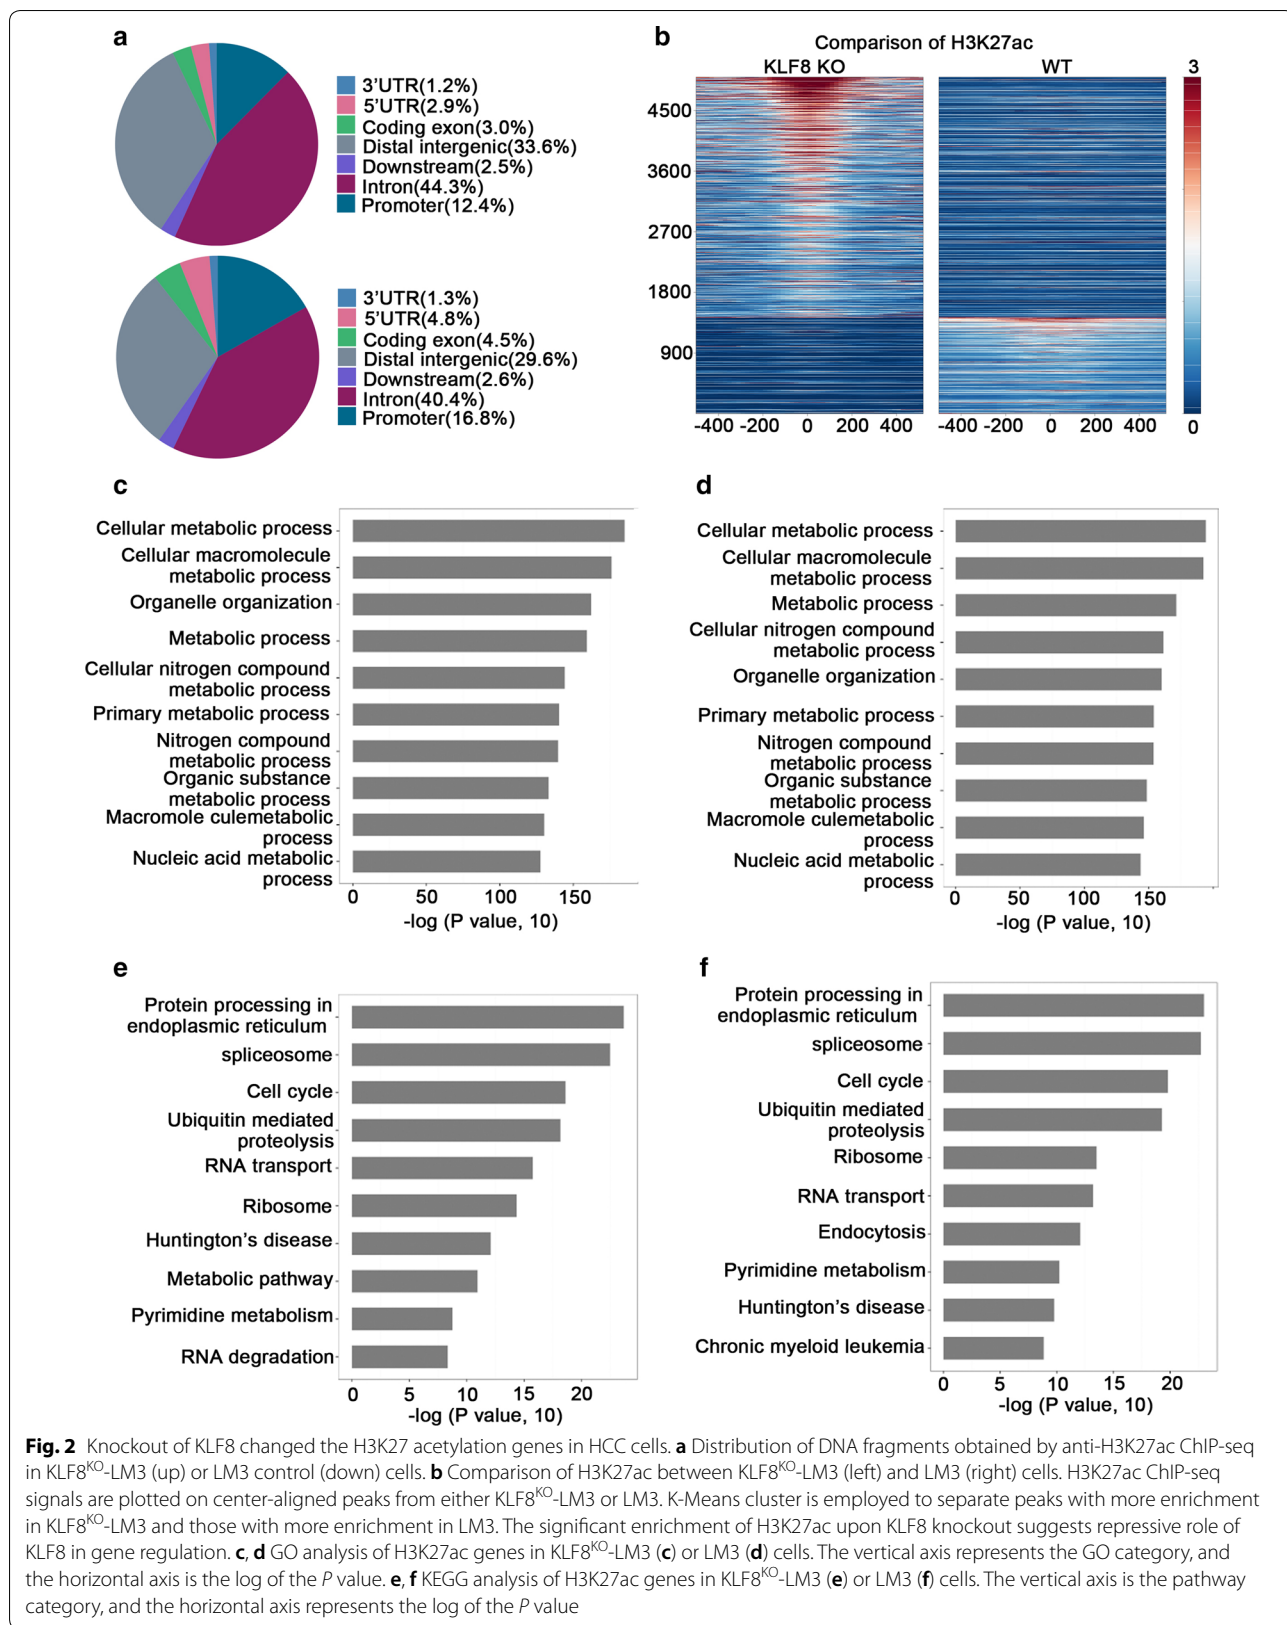 a
3'UTR(1.2%)
5'UTR(2.9%)
Coding exon(3.0%)
Distal intergenic(33.6%)
Downstream(2.5%)
Intron(44.3%)
Promoter(12.4%)
3'UTR(1.3%)
5'UTR(4.8%)
Coding exon(4.5%)
Distal intergenic(29.6%)
Downstream(2.6%)
Intron(40.4%)
Promoter(16.8%)
b
Comparison of H3K27ac
KLF8 KO WT
3
4500
3600
2700
1800
900
0
-400 -200 0 200 400 -400 -200 0 200 400
c
Cellular metabolic process
Cellular macromolecule
metabolic process
Organelle organization
Metabolic process
Cellular nitrogen compound
metabolic process
Primary metabolic process
Nitrogen compound
metabolic process
Organic substance
metabolic process
Macromole culemetabolic
process
Nucleic acid metabolic
process
0 50 100 150
-log (P value, 10)
d
Cellular metabolic process
Cellular macromolecule
metabolic process
Metabolic process
Cellular nitrogen compound
metabolic process
Organelle organization
Primary metabolic process
Nitrogen compound
metabolic process
Organic substance
metabolic process
Macromole culemetabolic
process
Nucleic acid metabolic
process
0 50 100 150
-log (P value, 10)
e
Protein processing in
endoplasmic reticulum
spliceosome
Cell cycle
Ubiquitin mediated
proteolysis
RNA transport
Ribosome
Huntington's disease
Metabolic pathway
Pyrimidine metabolism
RNA degradation
0 5 10 15 20
-log (P value, 10)
f
Protein processing in
endoplasmic reticulum
spliceosome
Cell cycle
Ubiquitin mediated
proteolysis
Ribosome
RNA transport
Endocytosis
Pyrimidine metabolism
Huntington's disease
Chronic myeloid leukemia
0 5 10 15 20
-log (P value, 10)
Fig. 2 Knockout of KLF8 changed the H3K27 acetylation genes in HCC cells. a Distribution of DNA fragments obtained by anti-H3K27ac ChIP-seq
in KLF8KO-LM3 (up) or LM3 control (down) cells. b Comparison of H3K27ac between KLF8KO-LM3 (left) and LM3 (right) cells. H3K27ac ChIP-seq
signals are plotted on center-aligned peaks from either KLF8KO-LM3 or LM3. K-Means cluster is employed to separate peaks with more enrichment
in KLF8KO-LM3 and those with more enrichment in LM3. The significant enrichment of H3K27ac upon KLF8 knockout suggests repressive role of
KLF8 in gene regulation. c, d GO analysis of H3K27ac genes in KLF8KO-LM3 (c) or LM3 (d) cells. The vertical axis represents the GO category, and
the horizontal axis is the log of the P value. e, f KEGG analysis of H3K27ac genes in KLF8KO-LM3 (e) or LM3 (f) cells. The vertical axis is the pathway
category, and the horizontal axis represents the log of the P value